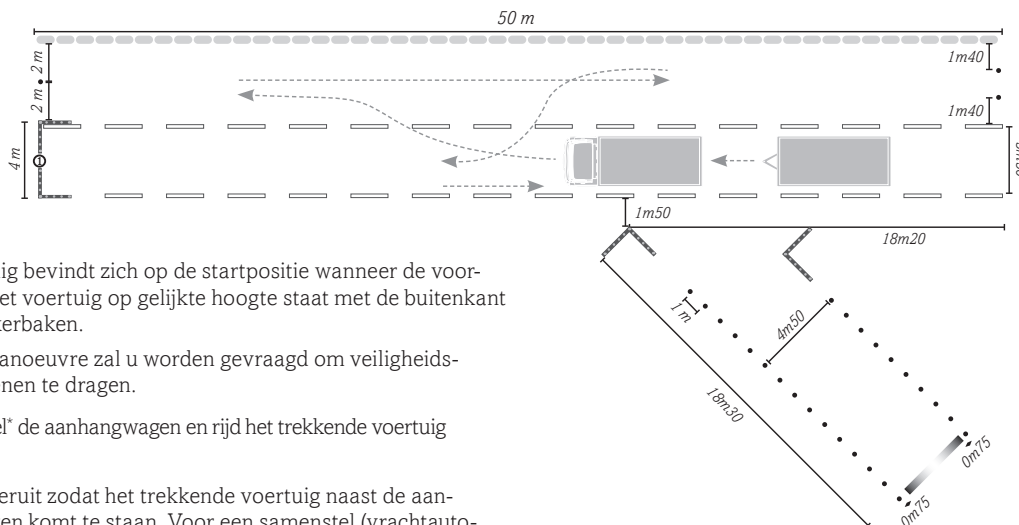 50 m
2 m
2 m
4 m
1
1m40
1m40
1m50
18m20
1 m
4m50
18m30
0m75
0m75
ig bevindt zich op de startpositie wanneer de voor-
et voertuig op gelijkte hoogte staat met de buitenkant
kerbaken.
anoeuvre zal u worden gevraagd om veiligheids-
enen te dragen.
el* de aanhangwagen en rijd het trekkende voertuig
eruit zodat het trekkende voertuig naast de aan-
en komt te staan. Voor een samenstel (vrachtauto-